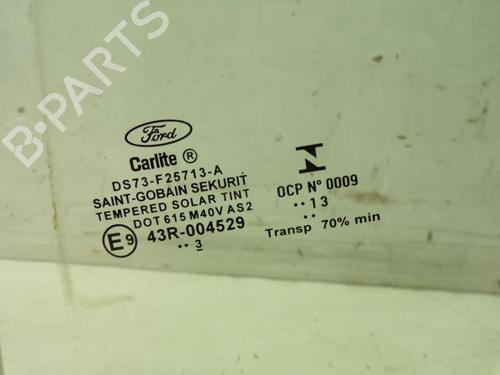 B-PARTS
Ford
Carlite ®
DS73-F25713-A
SAINT-GOBAIN SEKURIT
TEMPERED SOLAR TINT
DOT 615 M40V AS2
E9 43R-004529
..3
OCP Nº 0009
..13
Transp 70% min